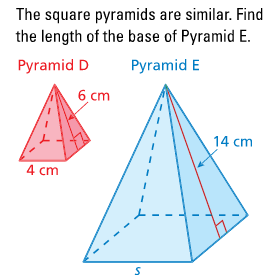 The square pyramids are similar. Find
the length of the base of Pyramid E.
Pyramid D Pyramid E
6 cm
14 cm
4 cm
s